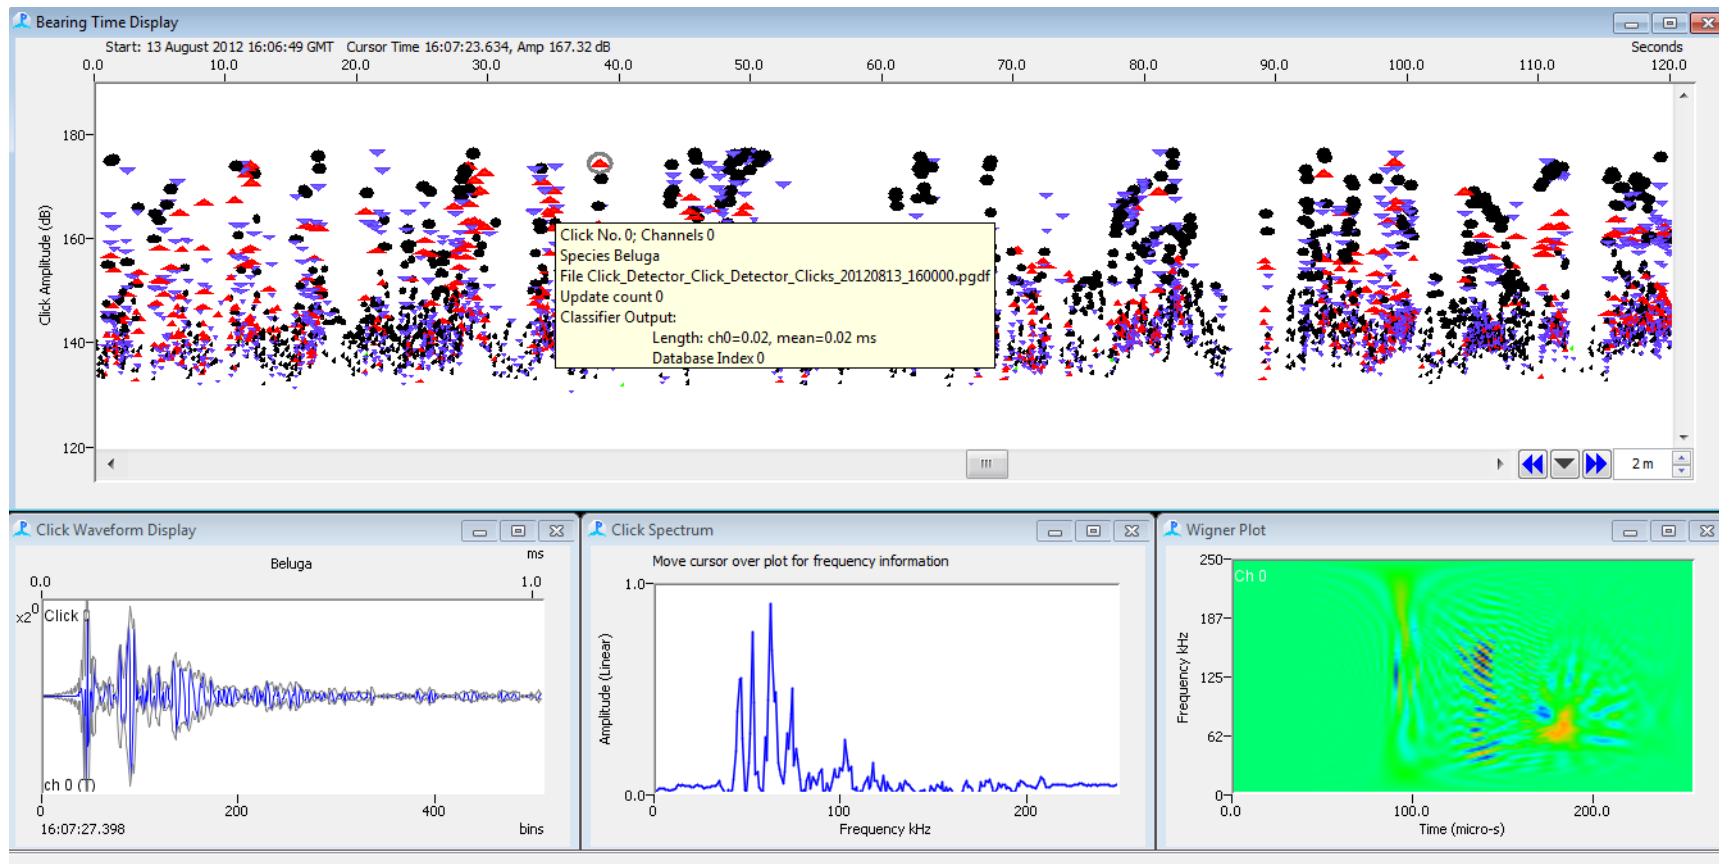 Bearing Time Display
Start: 13 August 2012 16:06:49 GMT Cursor Time 16:07:23.634, Amp 167.32 dB
Seconds
0.0 10.0 20.0 30.0 40.0 50.0 60.0 70.0 80.0 90.0 100.0 110.0 120.0
180
160
140
120
Click Amplitude (dB)
Click No. 0; Channels 0
Species Beluga
File Click_Detector_Click_Detector_Clicks_20120813_160000.pgdf
Update count 0
Classifier Output:
Length: ch0=0.02, mean=0.02 ms
Database Index 0
2 m
Click Waveform Display
ms
Beluga
0.0 1.0
x2^0
Click 0
ch 0
0 200 400
16:07:27.398 bins
Click Spectrum
Move cursor over plot for frequency information
1.0
Amplitude (Linear)
0.0
0 100 200
Frequency kHz
Wigner Plot
250
Ch 0
187
125
62
0
Frequency kHz
0.0 100.0 200.0
Time (micro-s)